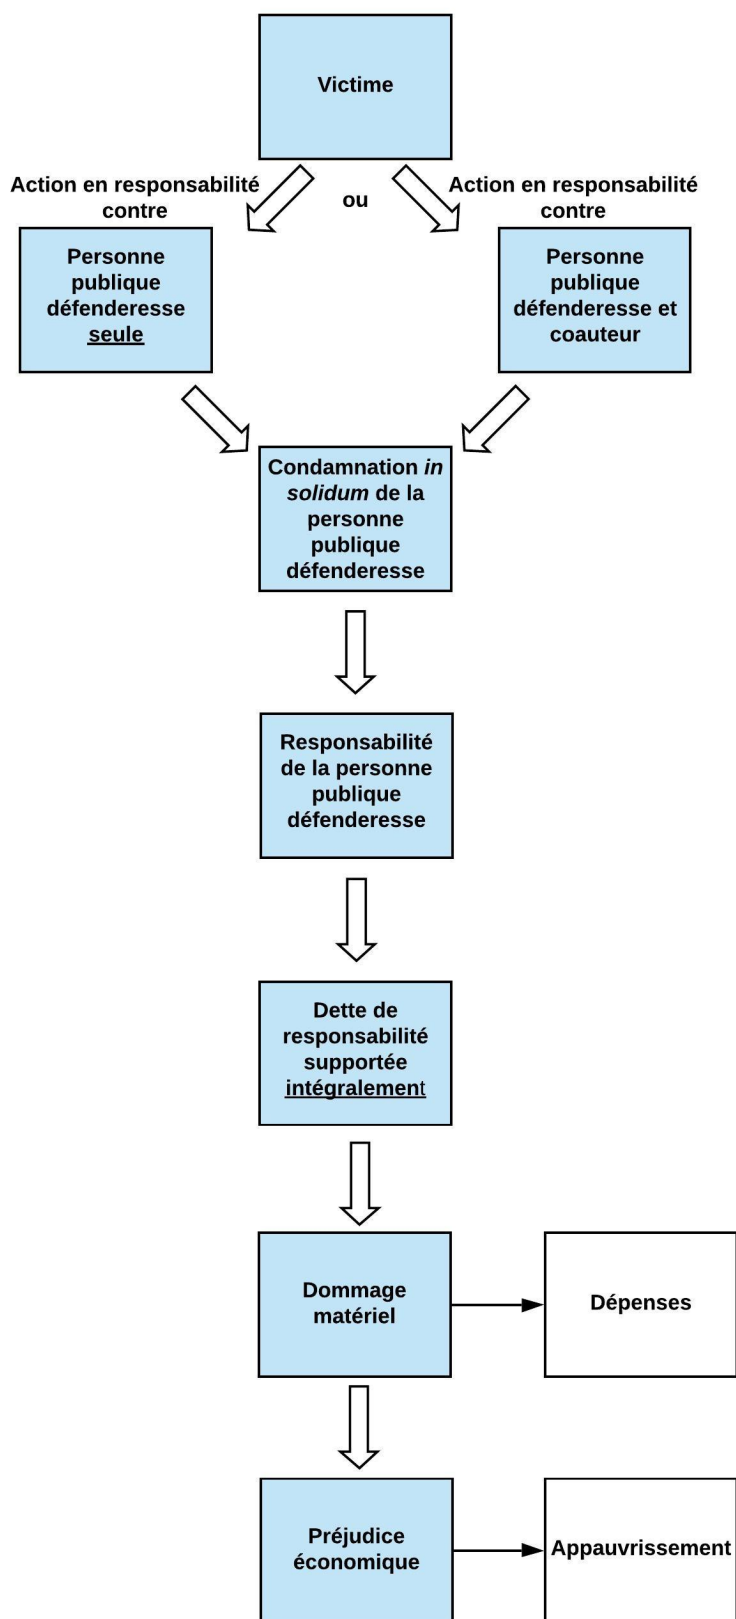 Victime
Action en responsabilité
contre
ou
Action en responsabilité
contre
Personne
publique
défenderesse
seule
Personne
publique
défenderesse et
coauteur
Condamnation in
solidum de la
personne
publique
défenderesse
Responsabilité
de la personne
publique
défenderesse
Dette de
responsabilité
supportée
intégralement
Dommage
matériel
Dépenses
Préjudice
économique
Appauvrissement